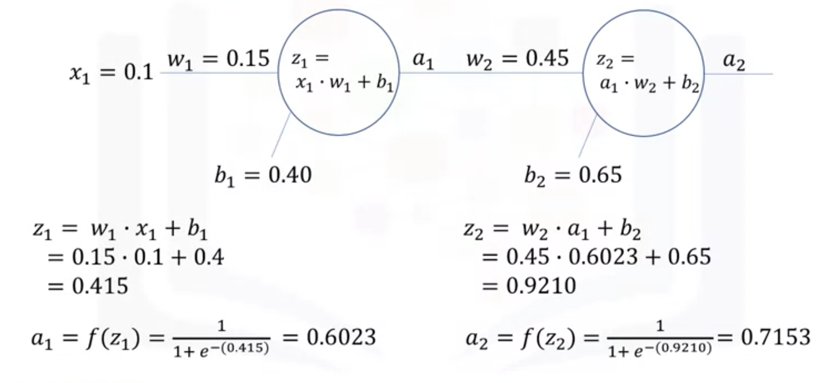 x₁ = 0.1
w₁ = 0.15
z₁ =
x₁ · w₁ + b₁
a₁
w₂ = 0.45
z₂ =
a₁ · w₂ + b₂
a₂
b₁ = 0.40
b₂ = 0.65
z₁ = w₁ · x₁ + b₁
= 0.15 · 0.1 + 0.4
= 0.415
a₁ = f(z₁) = 1 / (1+ e^−(0.415)) = 0.6023
z₂ = w₂ · a₁ + b₂
= 0.45 · 0.6023 + 0.65
= 0.9210
a₂ = f(z₂) = 1 / (1+ e^−(0.9210)) = 0.7153